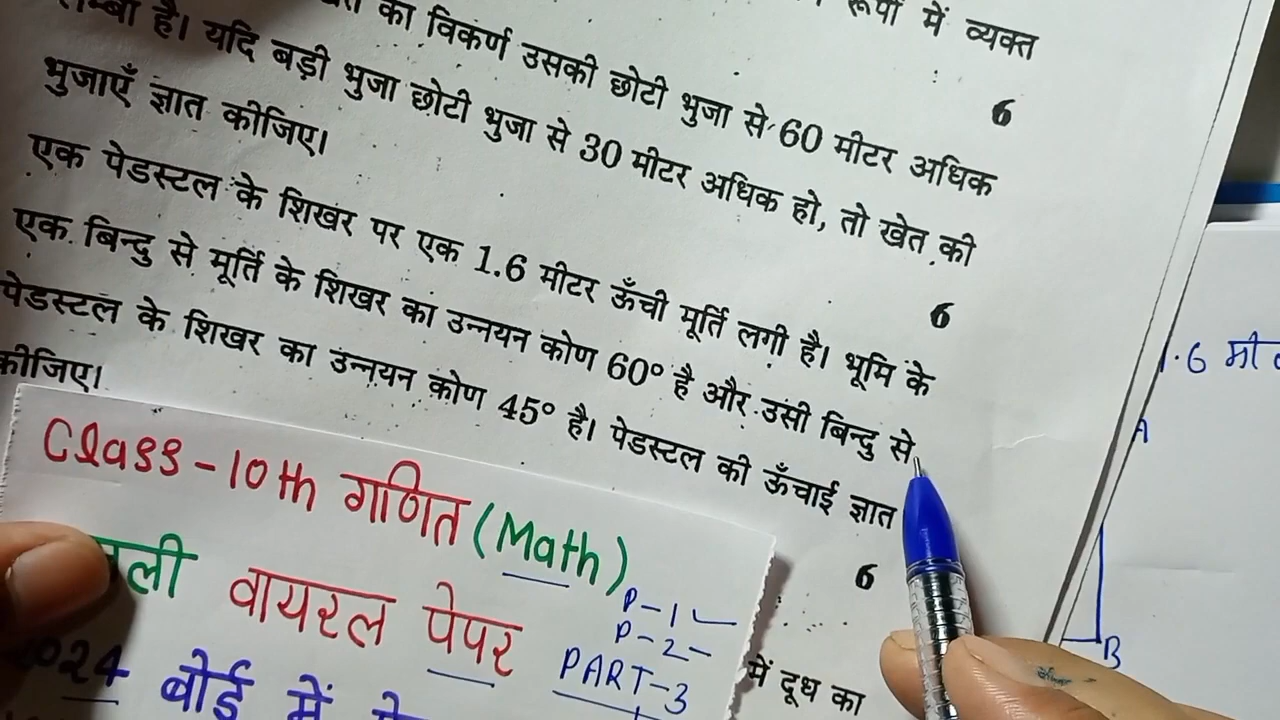 रूपों में व्यक्त
6
का विकर्ण उसकी छोटी भुजा से 60 मीटर अधिक
है। यदि बड़ी भुजा छोटी भुजा से 30 मीटर अधिक हो, तो खेत की
भुजाएँ ज्ञात कीजिए।
6
एक पेडस्टल के शिखर पर एक 1.6 मीटर ऊँची मूर्ति लगी है। भूमि के
एक बिन्दु से मूर्ति के शिखर का उन्नयन कोण 60° है और उसी बिन्दु से
पेडस्टल के शिखर का उन्नयन कोण 45° है। पेडस्टल की ऊँचाई ज्ञात
कीजिए।
6
Class-10th गणित (Math)
वायरल पेपर
P-1
P-2
PART-3
2024 बोर्ड में
में दूध का
1.6 मी
A
B